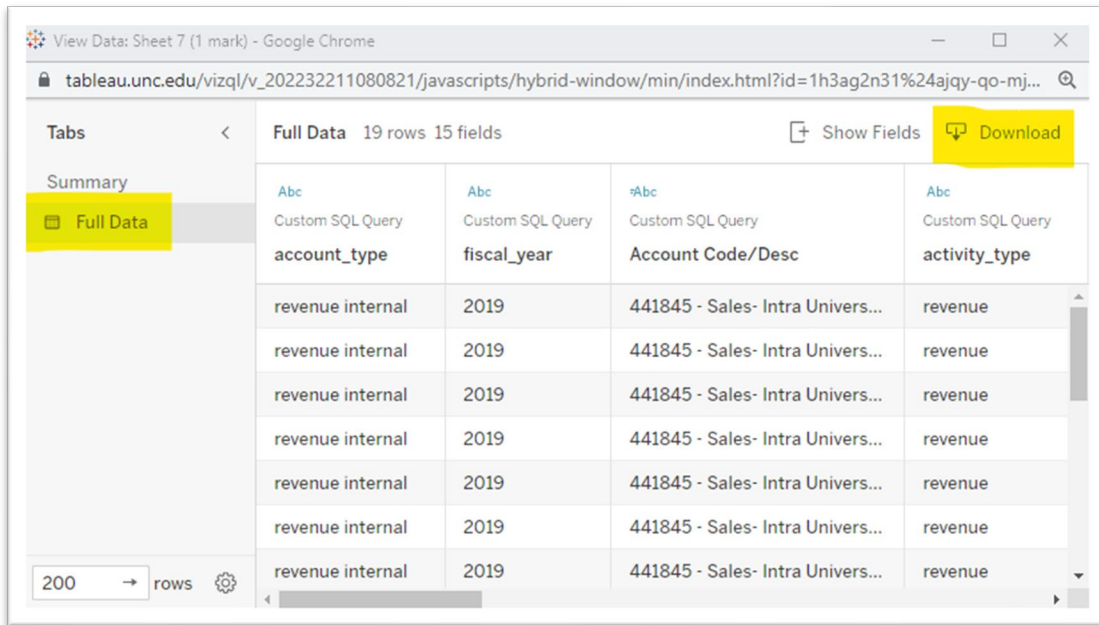 View Data: Sheet 7 (1 mark) - Google Chrome
tableau.unc.edu/vizql/v_202232211080821/javascripts/hybrid-window/min/index.html?id=1h3ag2n31%24ajqy-qo-mj...
Tabs
Full Data 19 rows 15 fields
Show Fields
Download
Summary
Full Data
Abc Abc =Abc Abc
Custom SQL Query Custom SQL Query Custom SQL Query Custom SQL Query
account_type fiscal_year Account Code/Desc activity_type
revenue internal 2019 441845 - Sales- Intra Univers... revenue
revenue internal 2019 441845 - Sales- Intra Univers... revenue
revenue internal 2019 441845 - Sales- Intra Univers... revenue
revenue internal 2019 441845 - Sales- Intra Univers... revenue
revenue internal 2019 441845 - Sales- Intra Univers... revenue
revenue internal 2019 441845 - Sales- Intra Univers... revenue
revenue internal 2019 441845 - Sales- Intra Univers... revenue
200 → rows